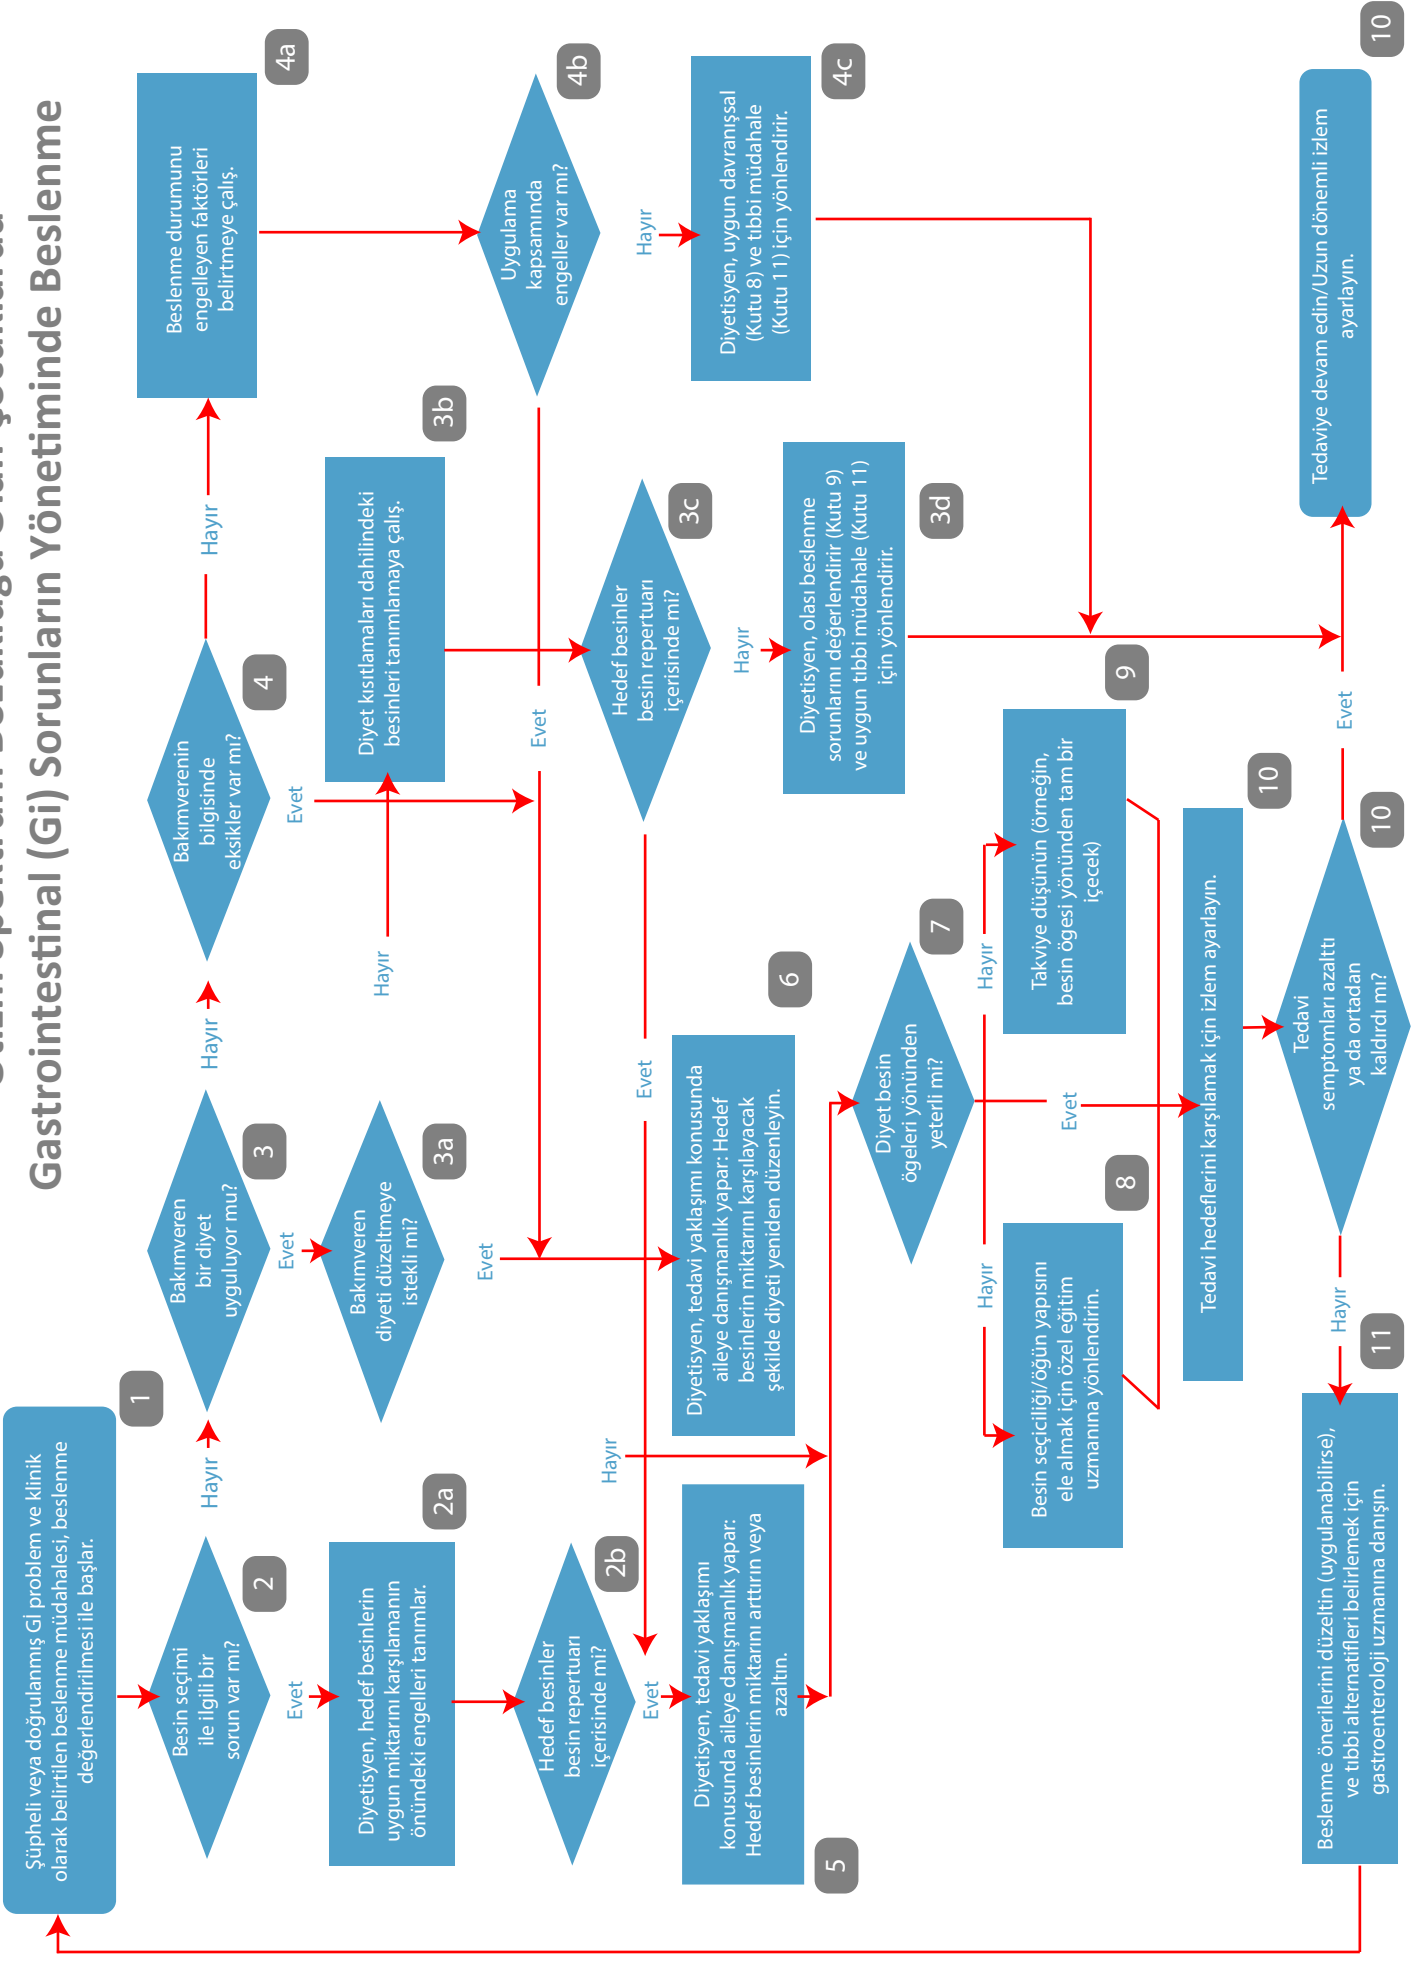 Gastrointestinal (Gi) Sorunların Yönetiminde Beslenme
1
Şüpheli veya doğrulanmış Gİ problem ve klinik
olarak belirtilen beslenme müdahalesi, beslenme
değerlendirilmesi ile başlar.
2
Besin seçimi
ile ilgili bir
sorun var mı?
Hayır
Evet
3
Bakımveren
bir diyet
uyguluyor mu?
Hayır
Evet
4
Bakımverenin
bilgisinde
eksikler var mı?
Hayır
Evet
4a
Beslenme durumunu
engelleyen faktörleri
belirtmeye çalış.
2a
Diyetisyen, hedef besinlerin
uygun miktarını karşılamanın
önündeki engelleri tanımlar.
3a
Bakımveren
diyeti düzeltmeye
istekli mi?
Hayır
Evet
3b
Diyet kısıtlamaları dahilindeki
besinleri tanımlamaya çalış.
4b
Uygulama
kapsamında
engeller var mı?
Evet
Hayır
2b
Hedef besinler
besin repertuarı
içerisinde mi?
Hayır
Evet
3c
Hedef besinler
besin repertuarı
içerisinde mi?
Evet
Hayır
4c
Diyetisyen, uygun davranışsal
(Kutu 8) ve tıbbi müdahale
(Kutu 11) için yönlendirir.
5
Diyetisyen, tedavi yaklaşımı
konusunda aileye danışmanlık yapar:
Hedef besinlerin miktarını artırın veya
azaltın.
6
Diyetisyen, tedavi yaklaşımı konusunda
aileye danışmanlık yapar: Hedef
besinlerin miktarını karşılayacak
şekilde diyeti yeniden düzenleyin.
3d
Diyetisyen, olası beslenme
sorunlarını değerlendirir (Kutu 9)
ve uygun tıbbi müdahale (Kutu 11)
için yönlendirir.
7
Diyet besin
ögeleri yönünden
yeterli mi?
Hayır
Evet
Hayır
8
Besin seçiciliği/öğün yapısını
ele almak için özel eğitim
uzmanına yönlendirin.
9
Takviye düşünün (örneğin,
besin ögesi yönünden tam bir
içecek)
10
Tedavi hedeflerini karşılamak için izlem ayarlayın.
10
Tedavi
semptomları azalttı
ya da ortadan
kaldırdı mı?
Hayır
Evet
11
Beslenme önerilerini düzeltin (uygulanabilirse),
ve tıbbi alternatifleri belirlemek için
gastroenteroloji uzmanına danışın.
10
Tedaviye devam edin/Uzun dönemli izlem
ayarlayın.